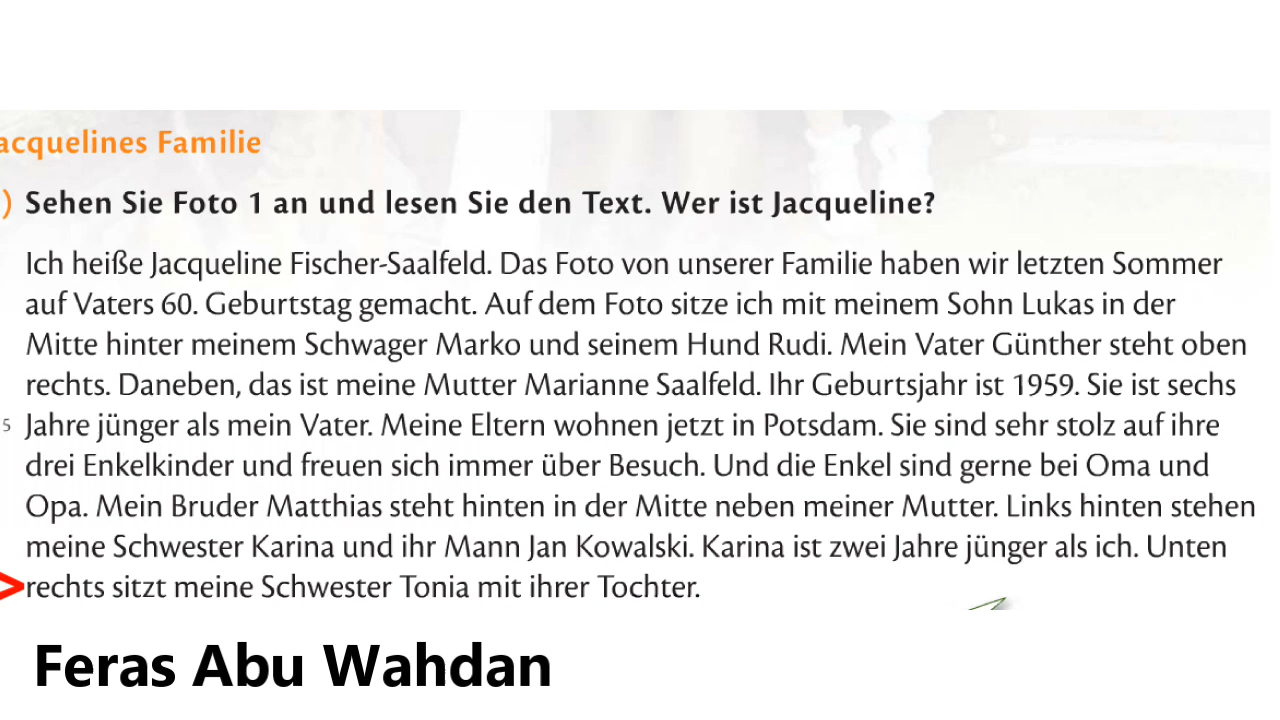 acquelines Familie
) Sehen Sie Foto 1 an und lesen Sie den Text. Wer ist Jacqueline?
Ich heiße Jacqueline Fischer-Saalfeld. Das Foto von unserer Familie haben wir letzten Sommer
auf Vaters 60. Geburtstag gemacht. Auf dem Foto sitze ich mit meinem Sohn Lukas in der
Mitte hinter meinem Schwager Marko und seinem Hund Rudi. Mein Vater Günther steht oben
rechts. Daneben, das ist meine Mutter Marianne Saalfeld. Ihr Geburtsjahr ist 1959. Sie ist sechs
5 Jahre jünger als mein Vater. Meine Eltern wohnen jetzt in Potsdam. Sie sind sehr stolz auf ihre
drei Enkelkinder und freuen sich immer über Besuch. Und die Enkel sind gerne bei Oma und
Opa. Mein Bruder Matthias steht hinten in der Mitte neben meiner Mutter. Links hinten stehen
meine Schwester Karina und ihr Mann Jan Kowalski. Karina ist zwei Jahre jünger als ich. Unten
>rechts sitzt meine Schwester Tonia mit ihrer Tochter.
Feras Abu Wahdan